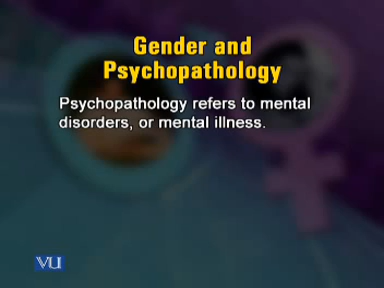 Gender and
Psychopathology
Psychopathology refers to mental
disorders, or mental illness.
VU